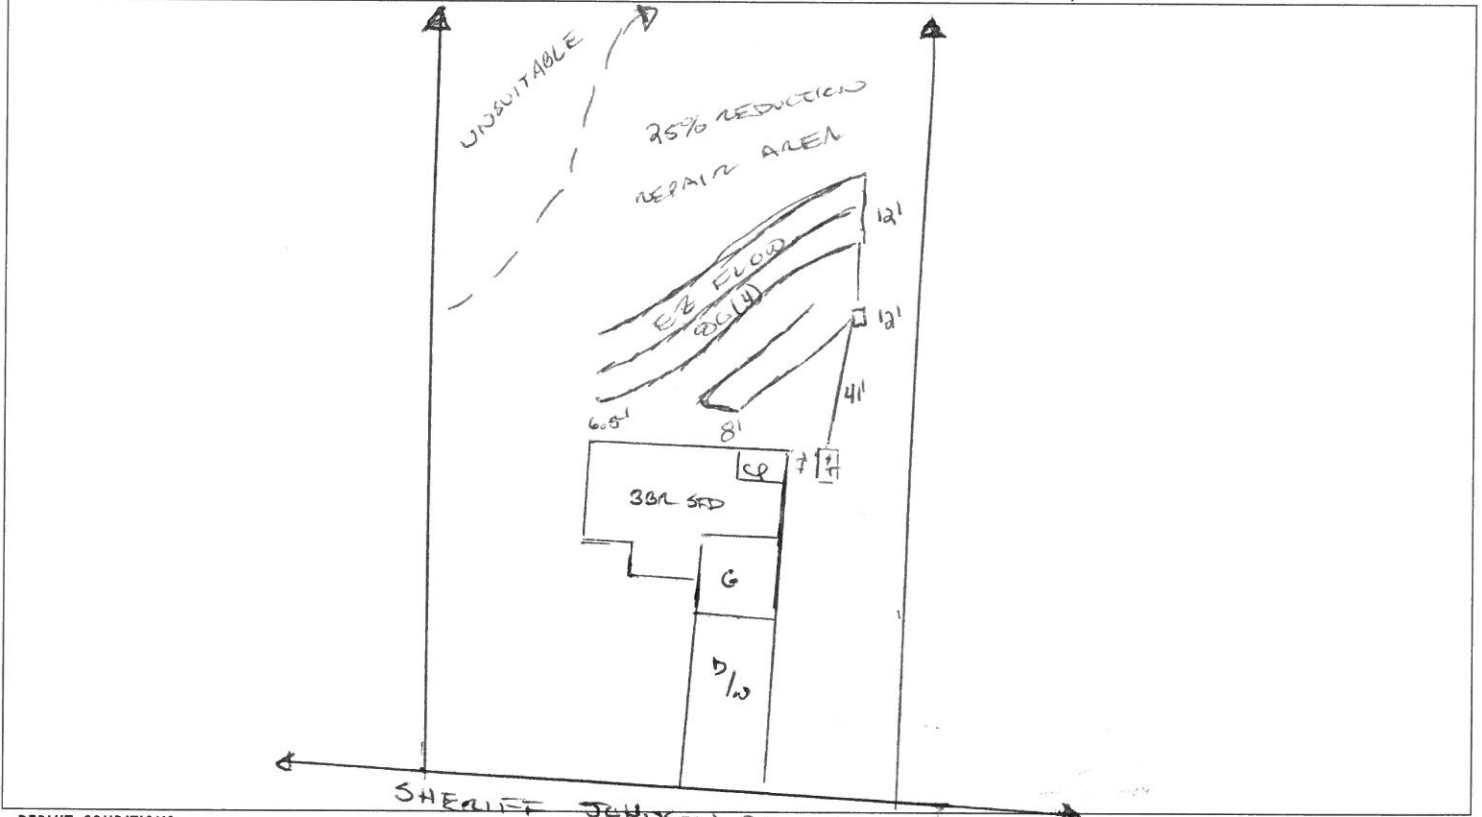 UNSUITABLE
25% REDUCTION
REPAIR AREA
12'
EZ FLOW
12'
41'
6.5'
8'
7'
CP
3BR SFD
G
D/W
SHERIFF
PERMIT CONDITIONS